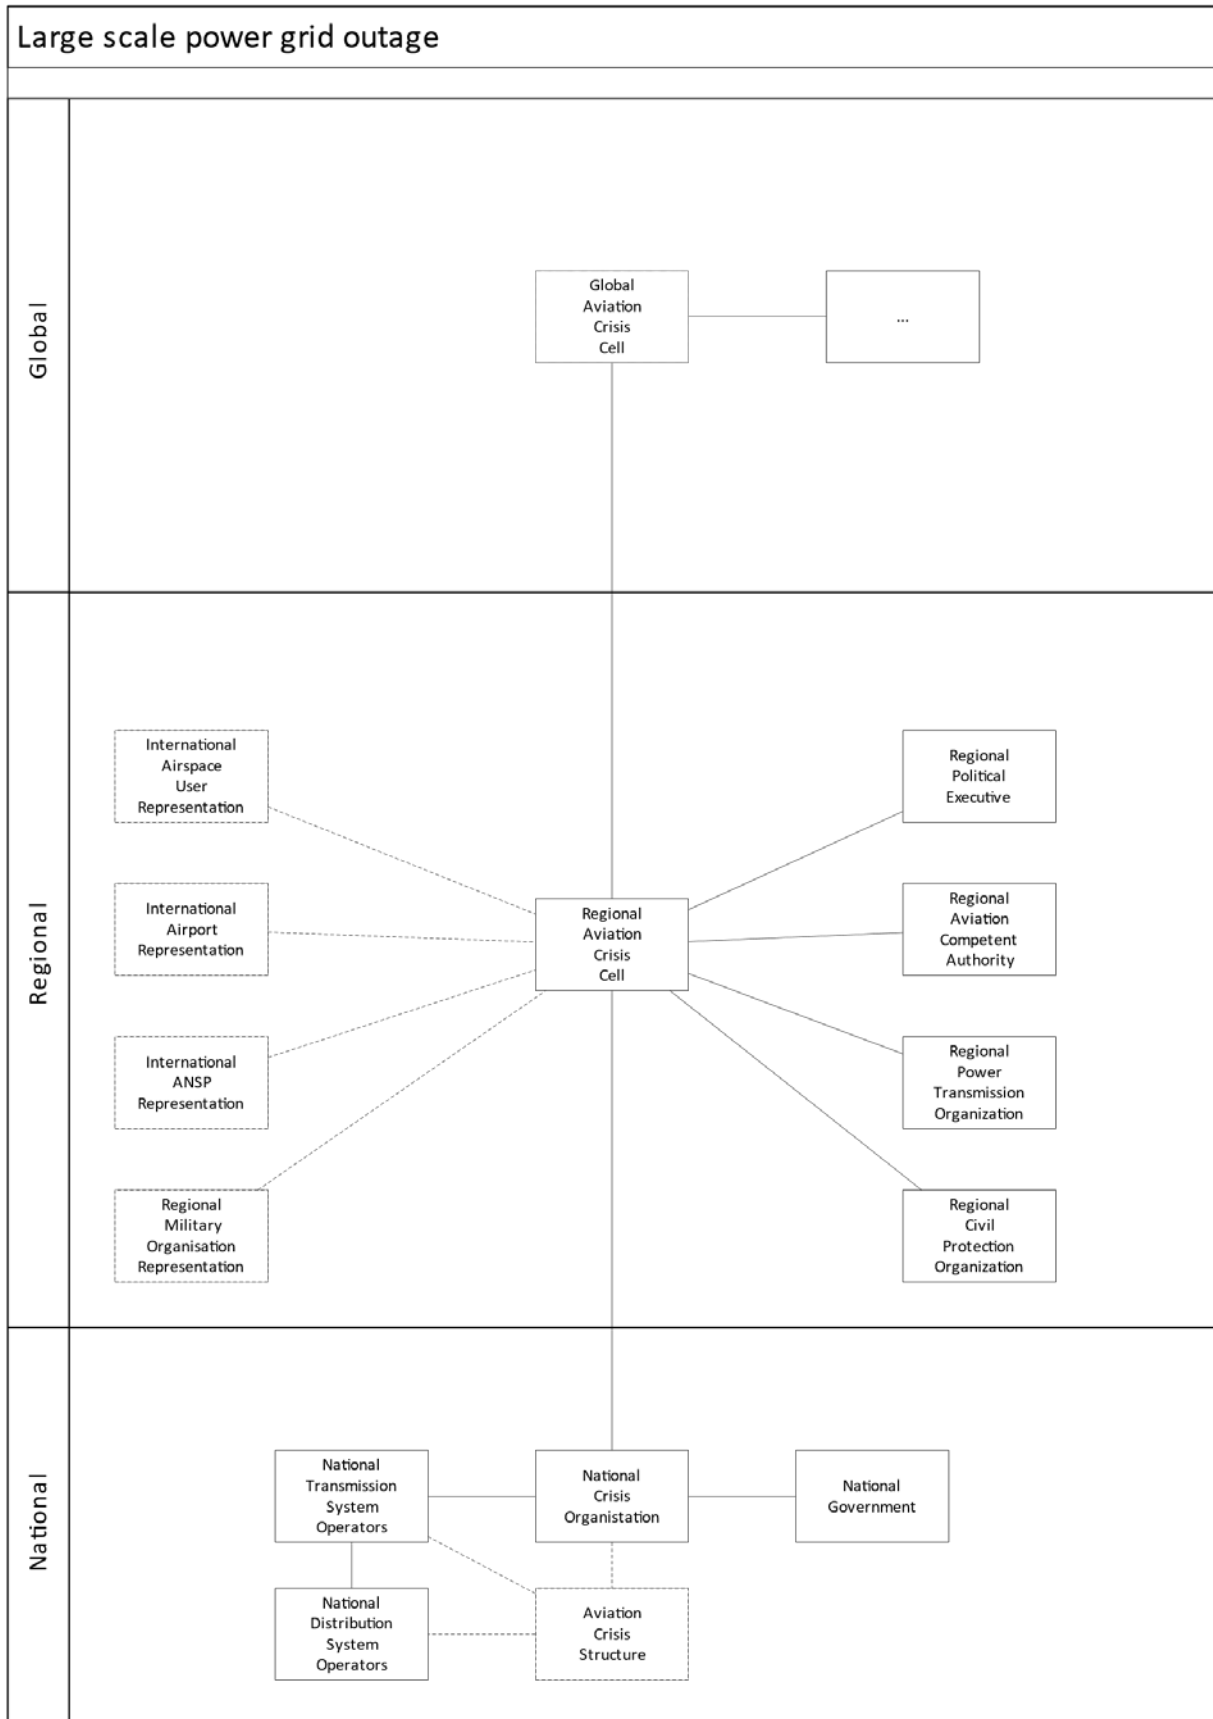 Large scale power grid outage
Global
Global
Aviation
Crisis
Cell
...
Regional
International
Airspace
User
Representation
Regional
Political
Executive
International
Airport
Representation
Regional
Aviation
Crisis
Cell
Regional
Aviation
Competent
Authority
International
ANSP
Representation
Regional
Power
Transmission
Organization
Regional
Military
Organisation
Representation
Regional
Civil
Protection
Organization
National
National
Transmission
System
Operators
National
Crisis
Organistation
National
Government
National
Distribution
System
Operators
Aviation
Crisis
Structure